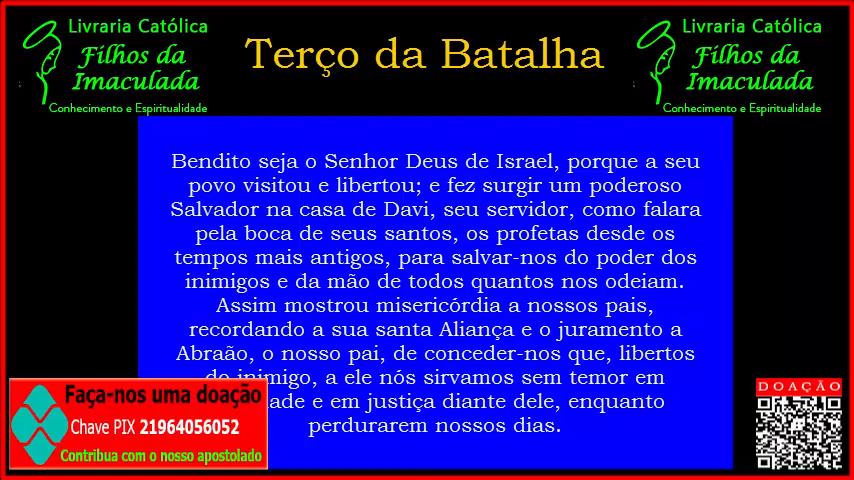 Livraria Católica
Filhos da
Imaculada
Conhecimento e Espiritualidade
Terço da Batalha
Livraria Católica
Filhos da
Imaculada
Conhecimento e Espiritualidade
Bendito seja o Senhor Deus de Israel, porque a seu
povo visitou e libertou; e fez surgir um poderoso
Salvador na casa de Davi, seu servidor, como falara
pela boca de seus santos, os profetas desde os
tempos mais antigos, para salvar-nos do poder dos
inimigos e da mão de todos quantos nos odeiam.
Assim mostrou misericórdia a nossos pais,
recordando a sua santa Aliança e o juramento a
Abraão, o nosso pai, de conceder-nos que, libertos
do inimigo, a ele nós sirvamos sem temor em
e em justiça diante dele, enquanto
perdurarem nossos dias.
Faça-nos uma doação
Chave PIX 21964056052
Contribua com o nosso apostolado
DOAÇÃO